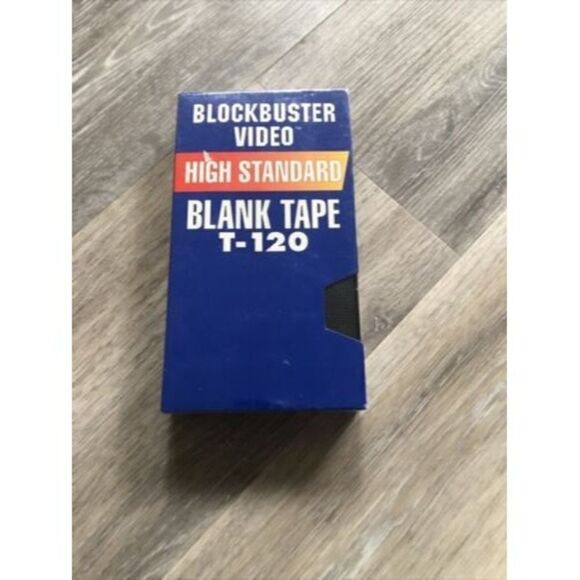 BLOCKBUSTER
VIDEO™
HIGH STANDARD
BLANK TAPE
T-120